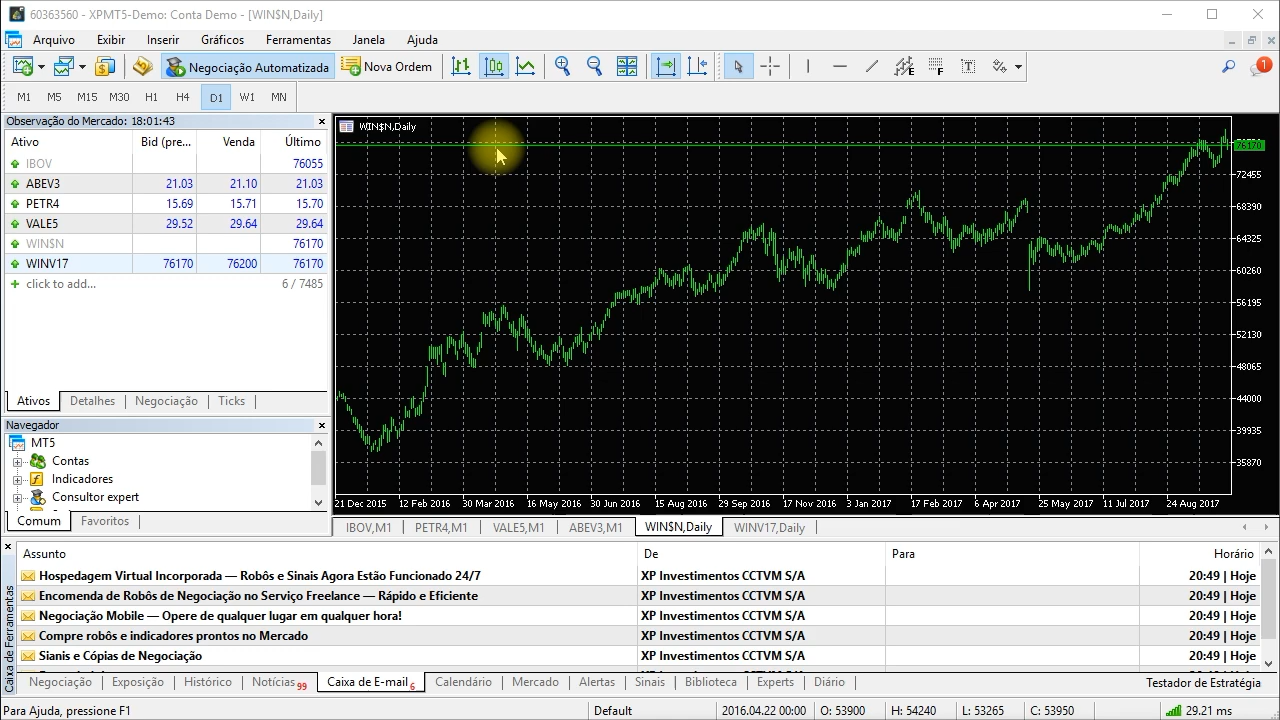 60363560 - XPMT5-Demo: Conta Demo - [WIN$N,Daily]
Arquivo Exibir Inserir Gráficos Ferramentas Janela Ajuda
Negociação Automatizada Nova Ordem 1
M1 M5 M15 M30 H1 H4 D1 W1 MN
Observação do Mercado: 18:01:43
Ativo Bid (pre... Venda Último
IBOV 76055
ABEV3 21.03 21.10 21.03
PETR4 15.69 15.71 15.70
VALE5 29.52 29.64 29.64
WIN$N 76170
WINV17 76170 76200 76170
click to add... 6 / 7485
Ativos Detalhes Negociação Ticks
Navegador
MT5
Contas
Indicadores
Consultor expert
Comum Favoritos
WIN$N,Daily
76170
72455
68390
64325
60260
56195
52130
48065
44000
39935
35870
21 Dec 2015 12 Feb 2016 30 Mar 2016 16 May 2016 30 Jun 2016 15 Aug 2016 29 Sep 2016 17 Nov 2016 3 Jan 2017 17 Feb 2017 6 Apr 2017 25 May 2017 11 Jul 2017 24 Aug 2017
IBOV,M1 PETR4,M1 VALE5,M1 ABEV3,M1 WIN$N,Daily WINV17,Daily
Caixa de Ferramentas
Assunto De Para Horário
Hospedagem Virtual Incorporada — Robôs e Sinais Agora Estão Funcionado 24/7 XP Investimentos CCTVM S/A 20:49 | Hoje
Encomenda de Robôs de Negociação no Serviço Freelance — Rápido e Eficiente XP Investimentos CCTVM S/A 20:49 | Hoje
Negociação Mobile — Opere de qualquer lugar em qualquer hora! XP Investimentos CCTVM S/A 20:49 | Hoje
Compre robôs e indicadores prontos no Mercado XP Investimentos CCTVM S/A 20:49 | Hoje
Sianis e Cópias de Negociação XP Investimentos CCTVM S/A 20:49 | Hoje
Negociação Exposição Histórico Notícias 99 Caixa de E-mail 6 Calendário Mercado Alertas Sinais Biblioteca Experts Diário Testador de Estratégia
Para Ajuda, pressione F1 Default 2016.04.22 00:00 O: 53900 H: 54240 L: 53265 C: 53950 29.21 ms